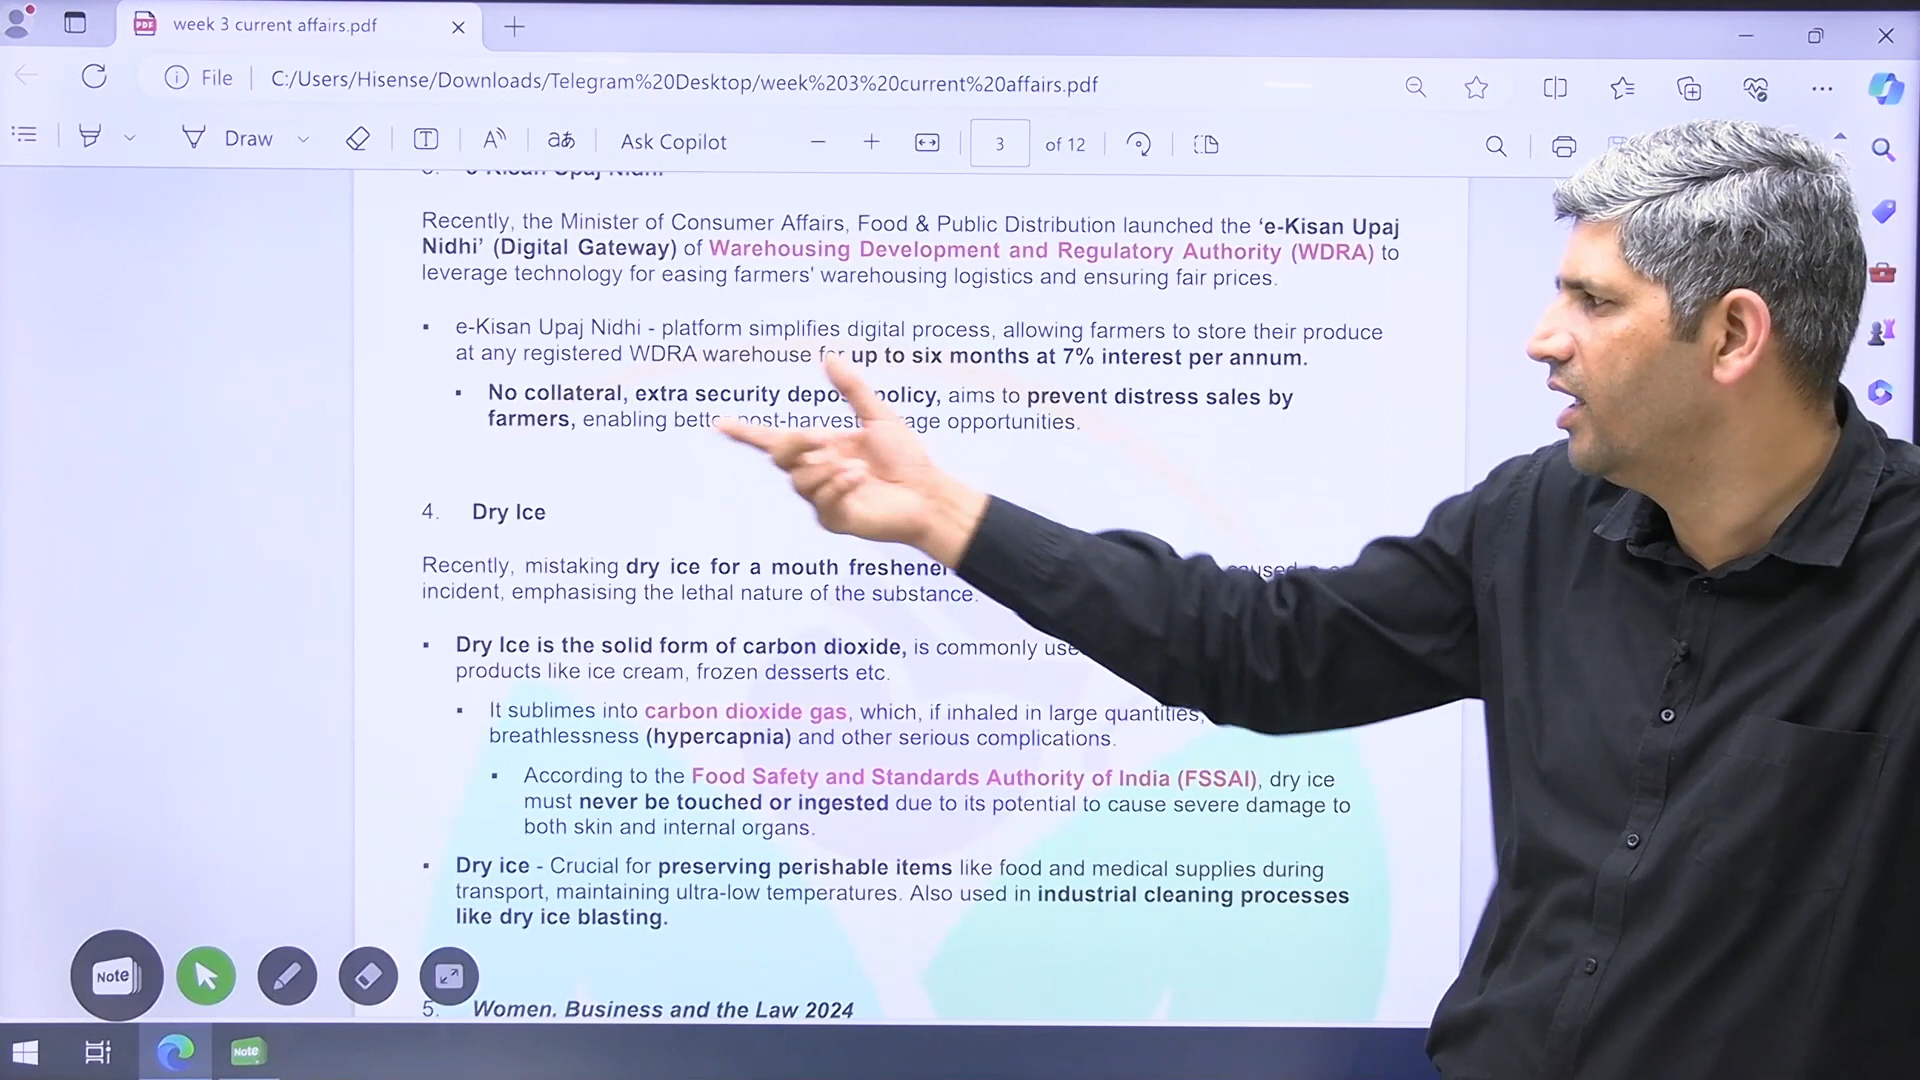 week 3 current affairs.pdf
File
C:/Users/Hisense/Downloads/Telegram%20Desktop/week%203%20current%20affairs.pdf
Draw
Ask Copilot
3 of 12
Recently, the Minister of Consumer Affairs, Food & Public Distribution launched the ‘e-Kisan Upaj
Nidhi’ (Digital Gateway) of Warehousing Development and Regulatory Authority (WDRA) to
leverage technology for easing farmers' warehousing logistics and ensuring fair prices.
▪ e-Kisan Upaj Nidhi - platform simplifies digital process, allowing farmers to store their produce
at any registered WDRA warehouse for up to six months at 7% interest per annum.
▪ No collateral, extra security deposit policy, aims to prevent distress sales by
farmers, enabling better post-harvest opportunities.
4. Dry Ice
Recently, mistaking dry ice for a mouth freshener caused
incident, emphasising the lethal nature of the substance.
▪ Dry Ice is the solid form of carbon dioxide, is commonly
products like ice cream, frozen desserts etc.
▪ It sublimes into carbon dioxide gas, which, if inhaled in large quantities,
breathlessness (hypercapnia) and other serious complications.
▪ According to the Food Safety and Standards Authority of India (FSSAI), dry ice
must never be touched or ingested due to its potential to cause severe damage to
both skin and internal organs.
▪ Dry ice - Crucial for preserving perishable items like food and medical supplies during
transport, maintaining ultra-low temperatures. Also used in industrial cleaning processes
like dry ice blasting.
5. Women, Business and the Law 2024
Note
Note